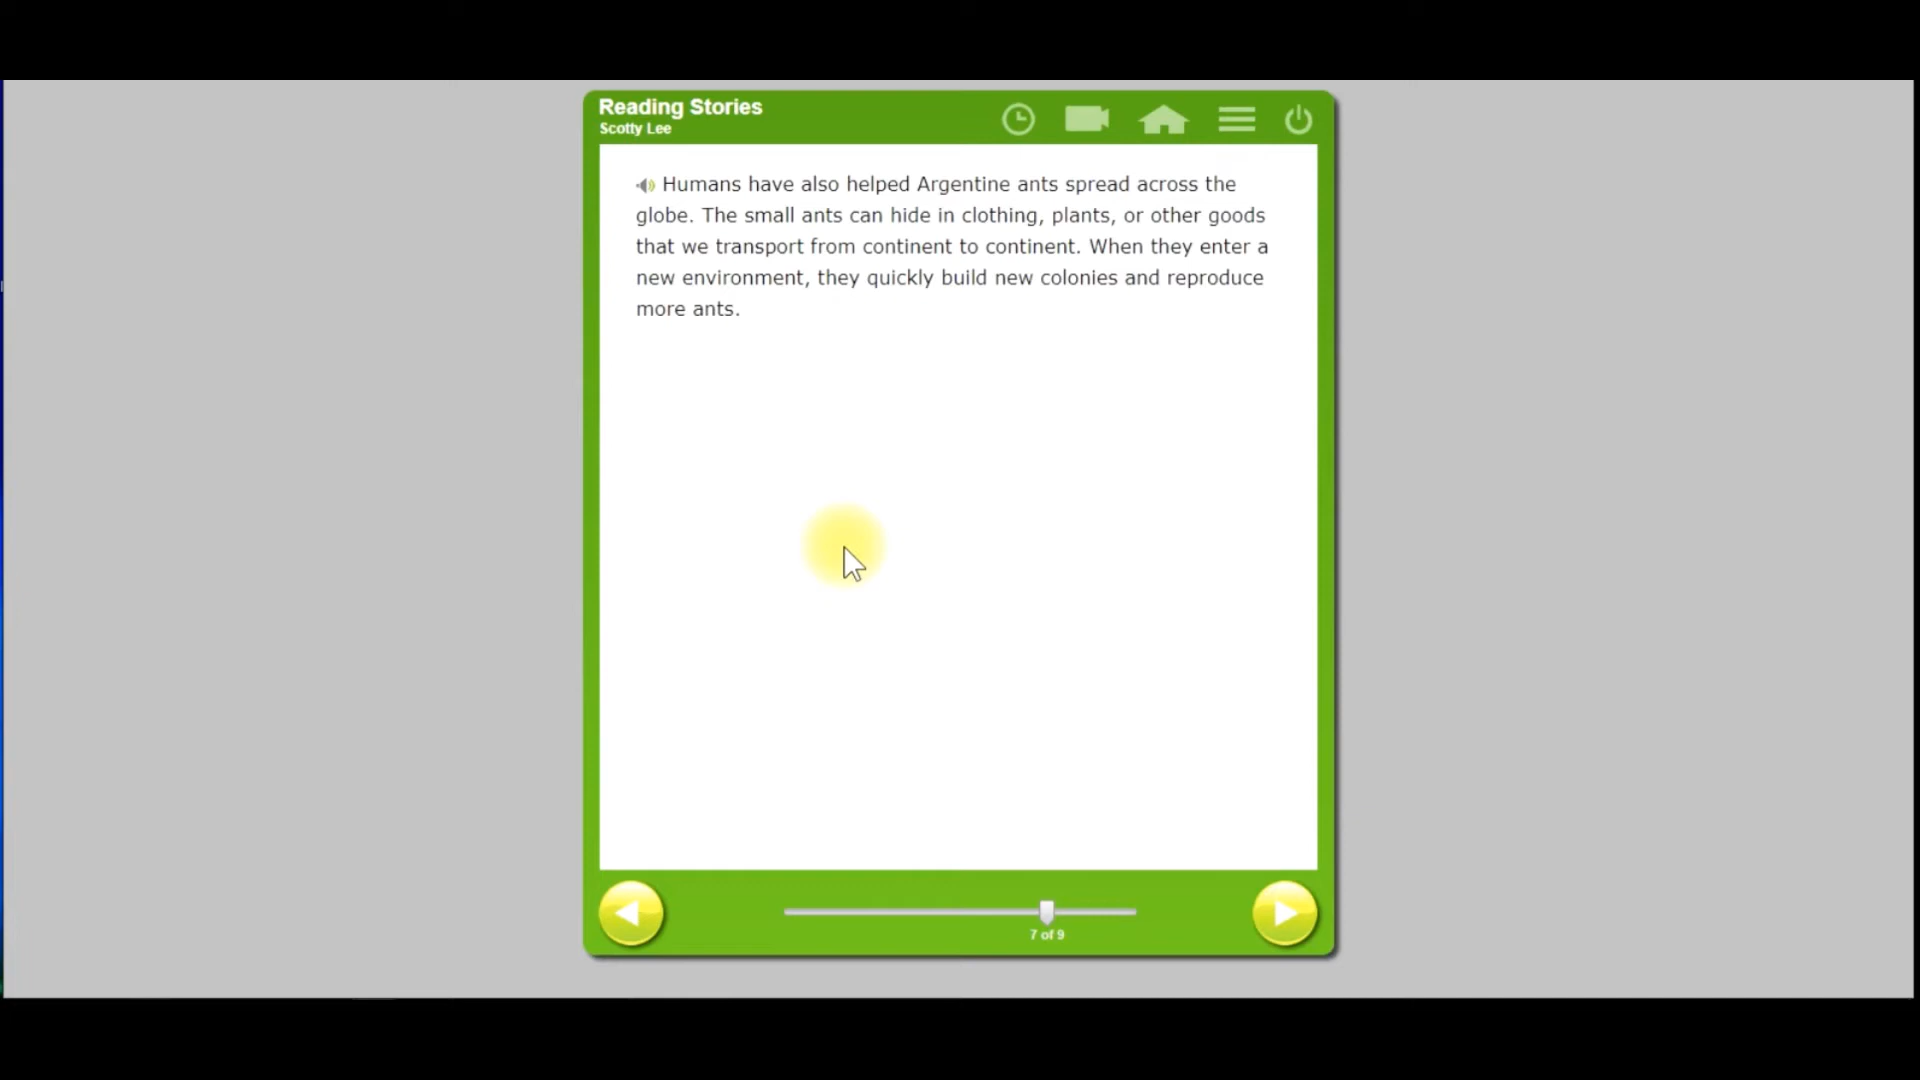 Reading Stories
Scotty Lee
Humans have also helped Argentine ants spread across the
globe. The small ants can hide in clothing, plants, or other goods
that we transport from continent to continent. When they enter a
new environment, they quickly build new colonies and reproduce
more ants.
7 of 9